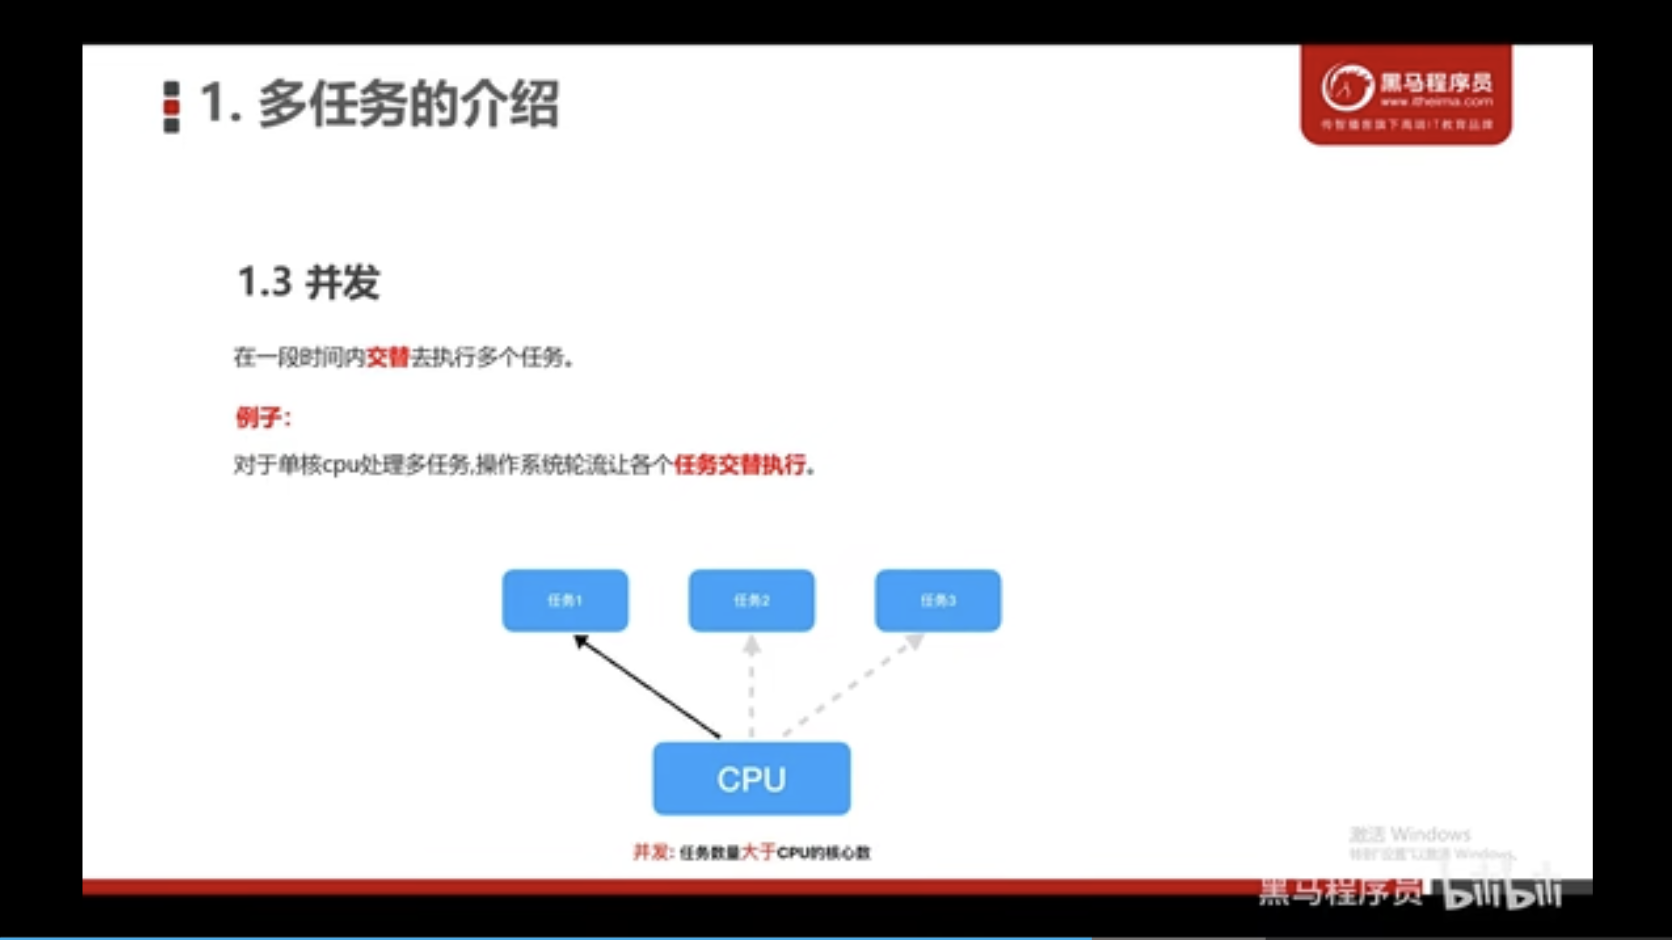 1. 多任务的介绍
黑马程序员
www.itheima.com
传智播客旗下高端IT教育品牌
1.3 并发
在一段时间内交替去执行多个任务。
例子:
对于单核cpu处理多任务,操作系统轮流让各个任务交替执行。
任务1
任务2
任务3
CPU
并发: 任务数量大于CPU的核心数
激活 Windows
转到"设置"以激活 Windows。
黑马程序员 bilibili